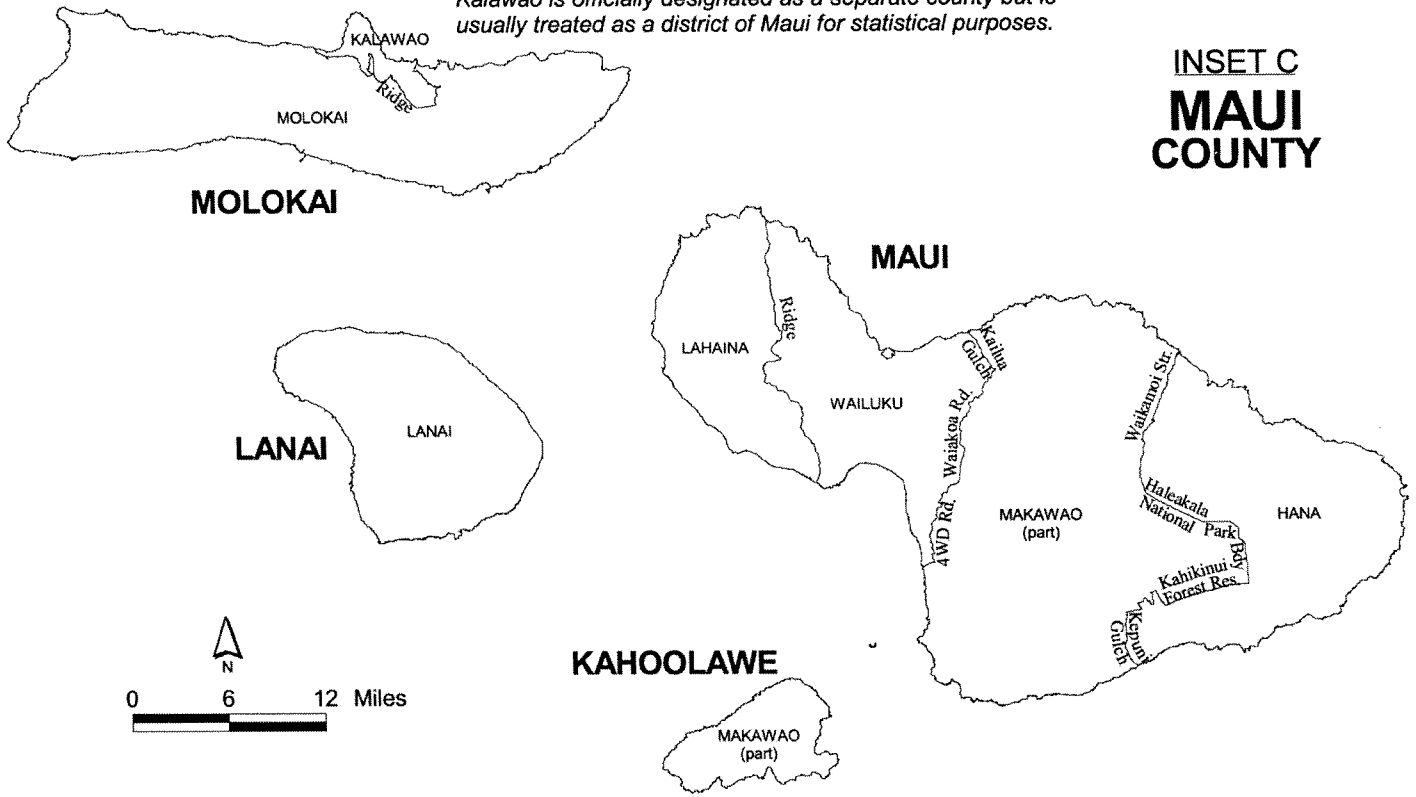 Kalawao is officially designated as a separate county but is
usually treated as a district of Maui for statistical purposes.
INSET C
MAUI
COUNTY
KALAWAO
Ridge
MOLOKAI
MOLOKAI
MAUI
Ridge
LAHAINA
WAILUKU
Kailua
Gulch
Waiakoa Rd.
4WD Rd.
Waikamoi Str.
LANAI
LANAI
MAKAWAO
(part)
Haleakala
National Park
Bdy
HANA
Kahikinui
Forest Res.
Kepuni
Gulch
N
0 6 12 Miles
KAHOOLAWE
MAKAWAO
(part)